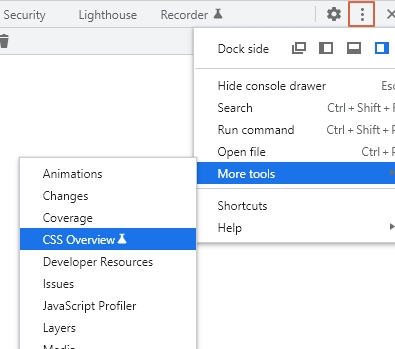 Security Lighthouse Recorder
Dock side
Hide console drawer Esc
Search Ctrl + Shift +
Run command Ctrl + Shift +
Open file Ctrl +
More tools
Shortcuts
Help
Animations
Changes
Coverage
CSS Overview
Developer Resources
Issues
JavaScript Profiler
Layers
Media